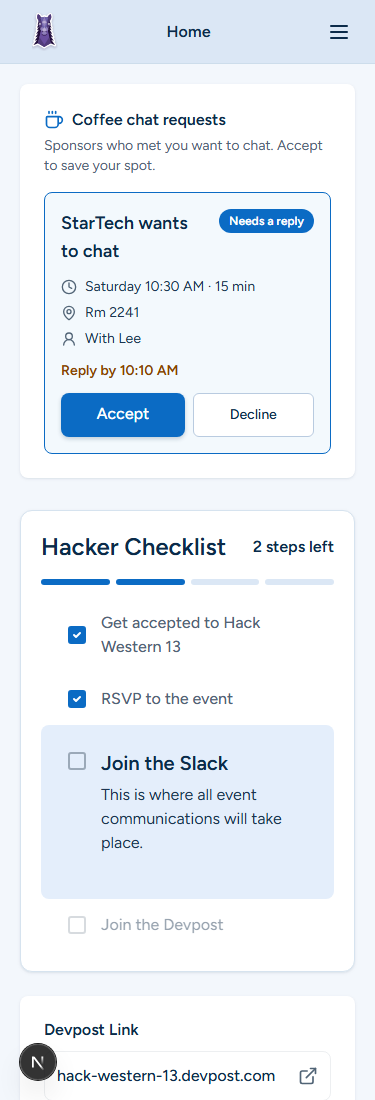 Home
Coffee chat requests
Sponsors who met you want to chat. Accept
to save your spot.
StarTech wants
to chat
Needs a reply
Saturday 10:30 AM · 15 min
Rm 2241
With Lee
Reply by 10:10 AM
Accept
Decline
Hacker Checklist
2 steps left
Get accepted to Hack
Western 13
RSVP to the event
Join the Slack
This is where all event
communications will take
place.
Join the Devpost
Devpost Link
N
hack-western-13.devpost.com